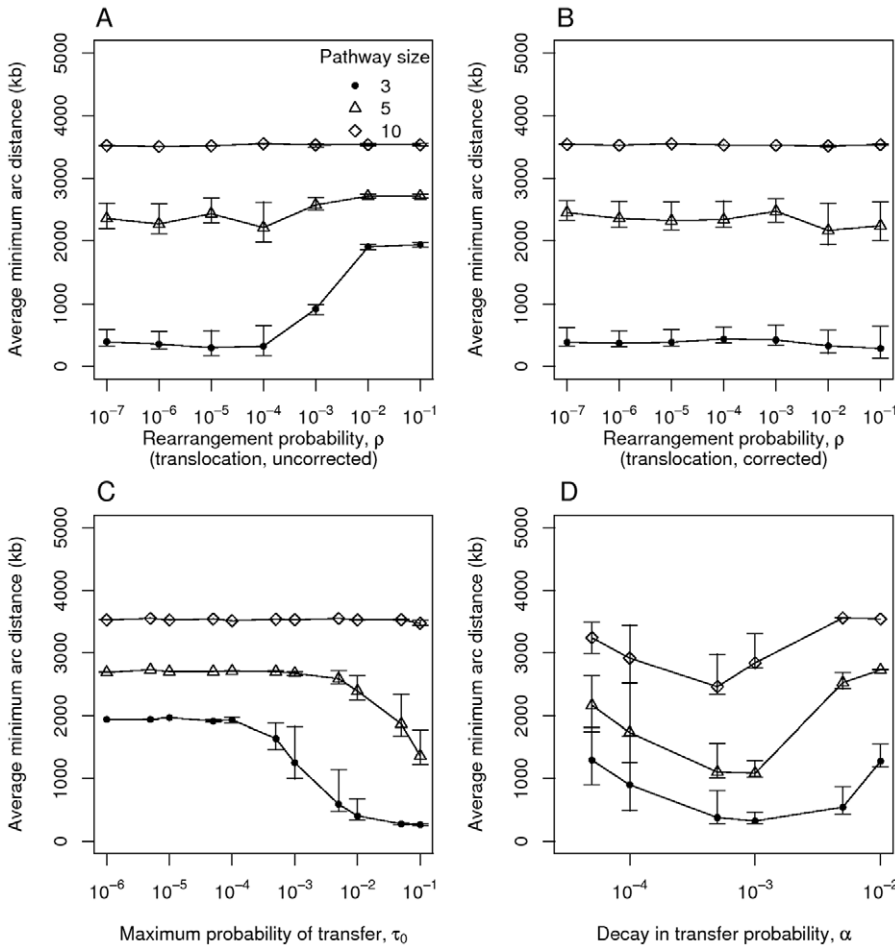 A
Average minimum arc distance (kb)
5000
4000
3000
2000
1000
0
Pathway size
3
5
10
10⁻⁷ 10⁻⁶ 10⁻⁵ 10⁻⁴ 10⁻³ 10⁻² 10⁻¹
Rearrangement probability, ρ
(translocation, uncorrected)
B
Average minimum arc distance (kb)
5000
4000
3000
2000
1000
0
10⁻⁷ 10⁻⁶ 10⁻⁵ 10⁻⁴ 10⁻³ 10⁻² 10⁻¹
Rearrangement probability, ρ
(translocation, corrected)
C
Average minimum arc distance (kb)
5000
4000
3000
2000
1000
0
10⁻⁶ 10⁻⁵ 10⁻⁴ 10⁻³ 10⁻² 10⁻¹
Maximum probability of transfer, τ₀
D
Average minimum arc distance (kb)
5000
4000
3000
2000
1000
0
10⁻⁴ 10⁻³ 10⁻²
Decay in transfer probability, α